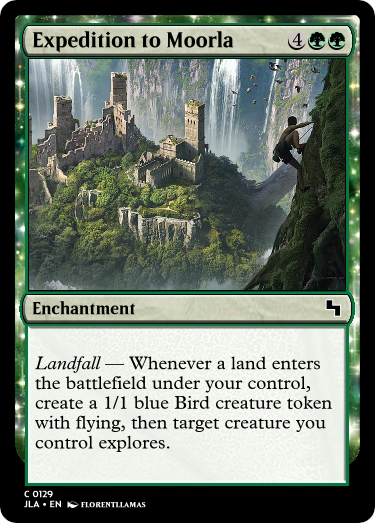 Expedition to Moorla 4
Enchantment
Landfall — Whenever a land enters
the battlefield under your control,
create a 1/1 blue Bird creature token
with flying, then target creature you
control explores.
C 0129
JLA • EN FLORENTLLAMAS